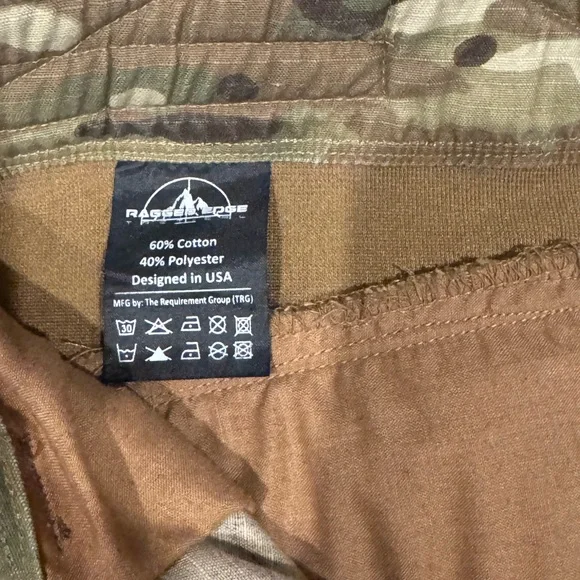 RAGGED EDGE
60% Cotton
40% Polyester
Designed in USA
MFG by: The Requirement Group (TRG)
30